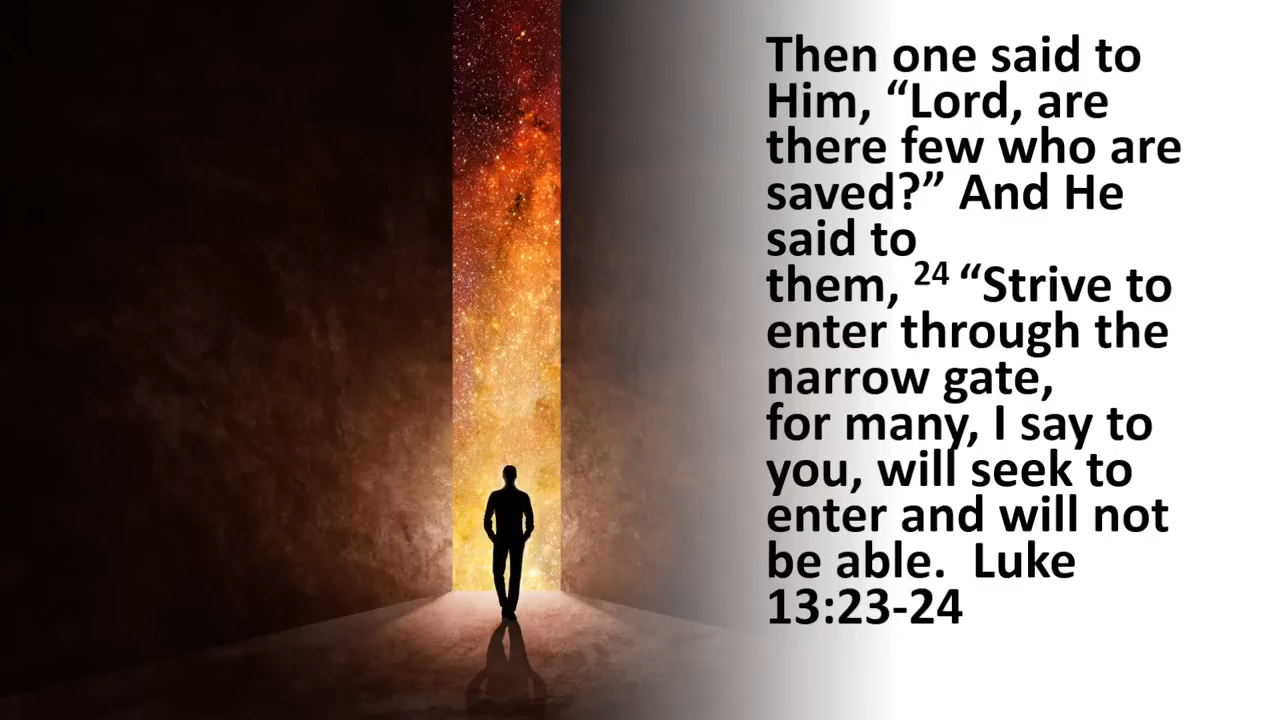 Then one said to
Him, “Lord, are
there few who are
saved?” And He
said to
them, 24 “Strive to
enter through the
narrow gate,
for many, I say to
you, will seek to
enter and will not
be able.  Luke
13:23-24